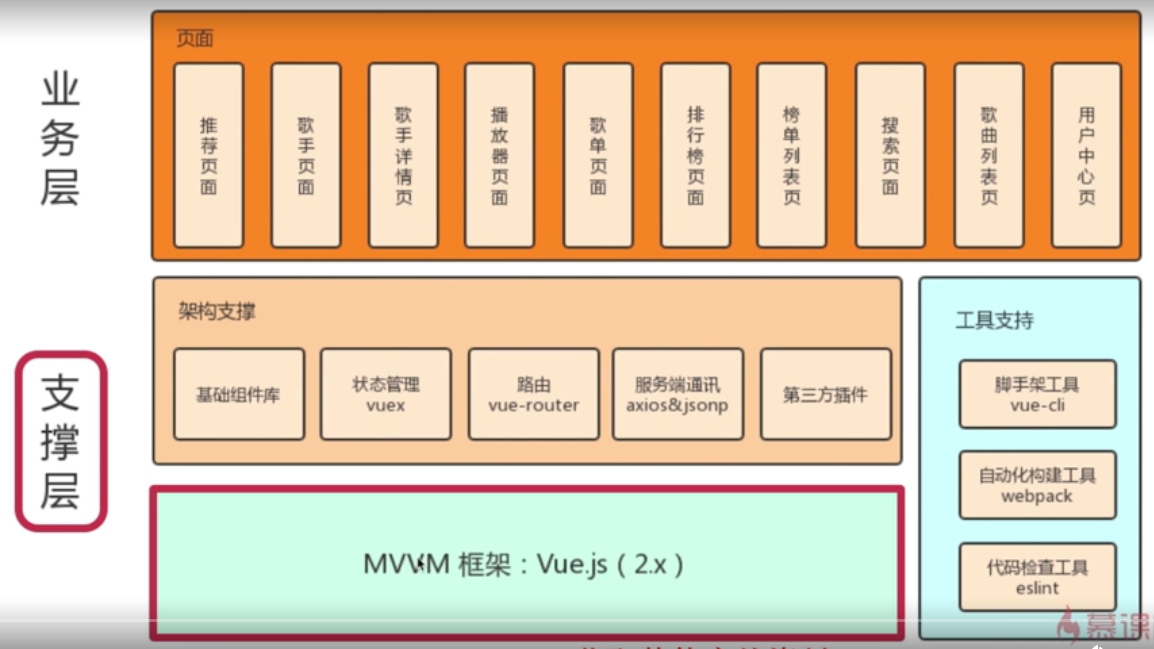 业务层
页面
推荐页面
歌手页面
歌手详情页
播放器页面
歌单页面
排行榜页面
榜单列表页
搜索页面
歌曲列表页
用户中心页
支撑层
架构支撑
基础组件库
状态管理
vuex
路由
vue-router
服务端通讯
axios&jsonp
第三方插件
工具支持
脚手架工具
vue-cli
自动化构建工具
webpack
代码检查工具
eslint
MVVM 框架：Vue.js（2.x）
慕课